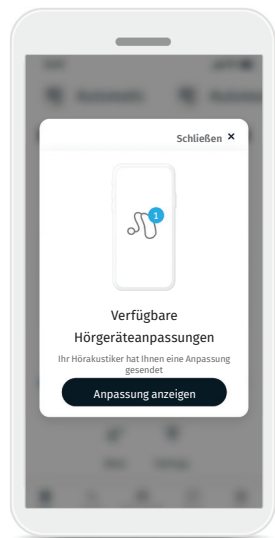 Schließen ×
1
Verfügbare
Hörgeräteanpassungen
Ihr Hörakustiker hat Ihnen eine Anpassung
gesendet
Anpassung anzeigen